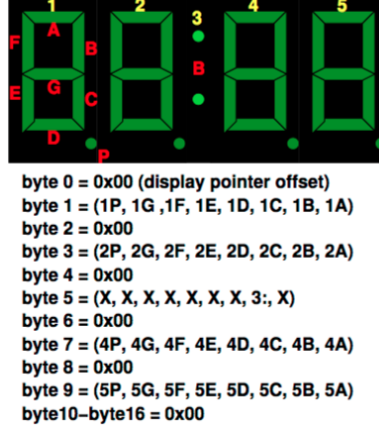 1 2 3 4 5
A
F B B
G
E C
D
P
byte 0 = 0x00 (display pointer offset)
byte 1 = (1P, 1G ,1F, 1E, 1D, 1C, 1B, 1A)
byte 2 = 0x00
byte 3 = (2P, 2G, 2F, 2E, 2D, 2C, 2B, 2A)
byte 4 = 0x00
byte 5 = (X, X, X, X, X, X, 3:, X)
byte 6 = 0x00
byte 7 = (4P, 4G, 4F, 4E, 4D, 4C, 4B, 4A)
byte 8 = 0x00
byte 9 = (5P, 5G, 5F, 5E, 5D, 5C, 5B, 5A)
byte10–byte16 = 0x00